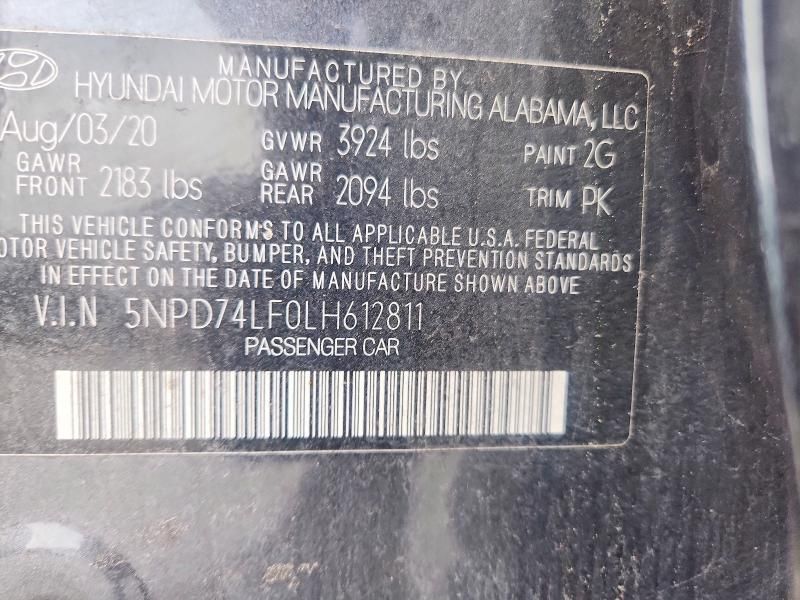 MANUFACTURED BY
HYUNDAI MOTOR MANUFACTURING ALABAMA, LLC
Aug/03/20 GVWR 3924 lbs PAINT 2G
GAWR FRONT 2183 lbs GAWR REAR 2094 lbs TRIM PK
THIS VEHICLE CONFORMS TO ALL APPLICABLE U.S.A. FEDERAL
OTOR VEHICLE SAFETY, BUMPER, AND THEFT PREVENTION STANDARDS
IN EFFECT ON THE DATE OF MANUFACTURE SHOWN ABOVE
V.I.N 5NPD74LF0LH612811
PASSENGER CAR